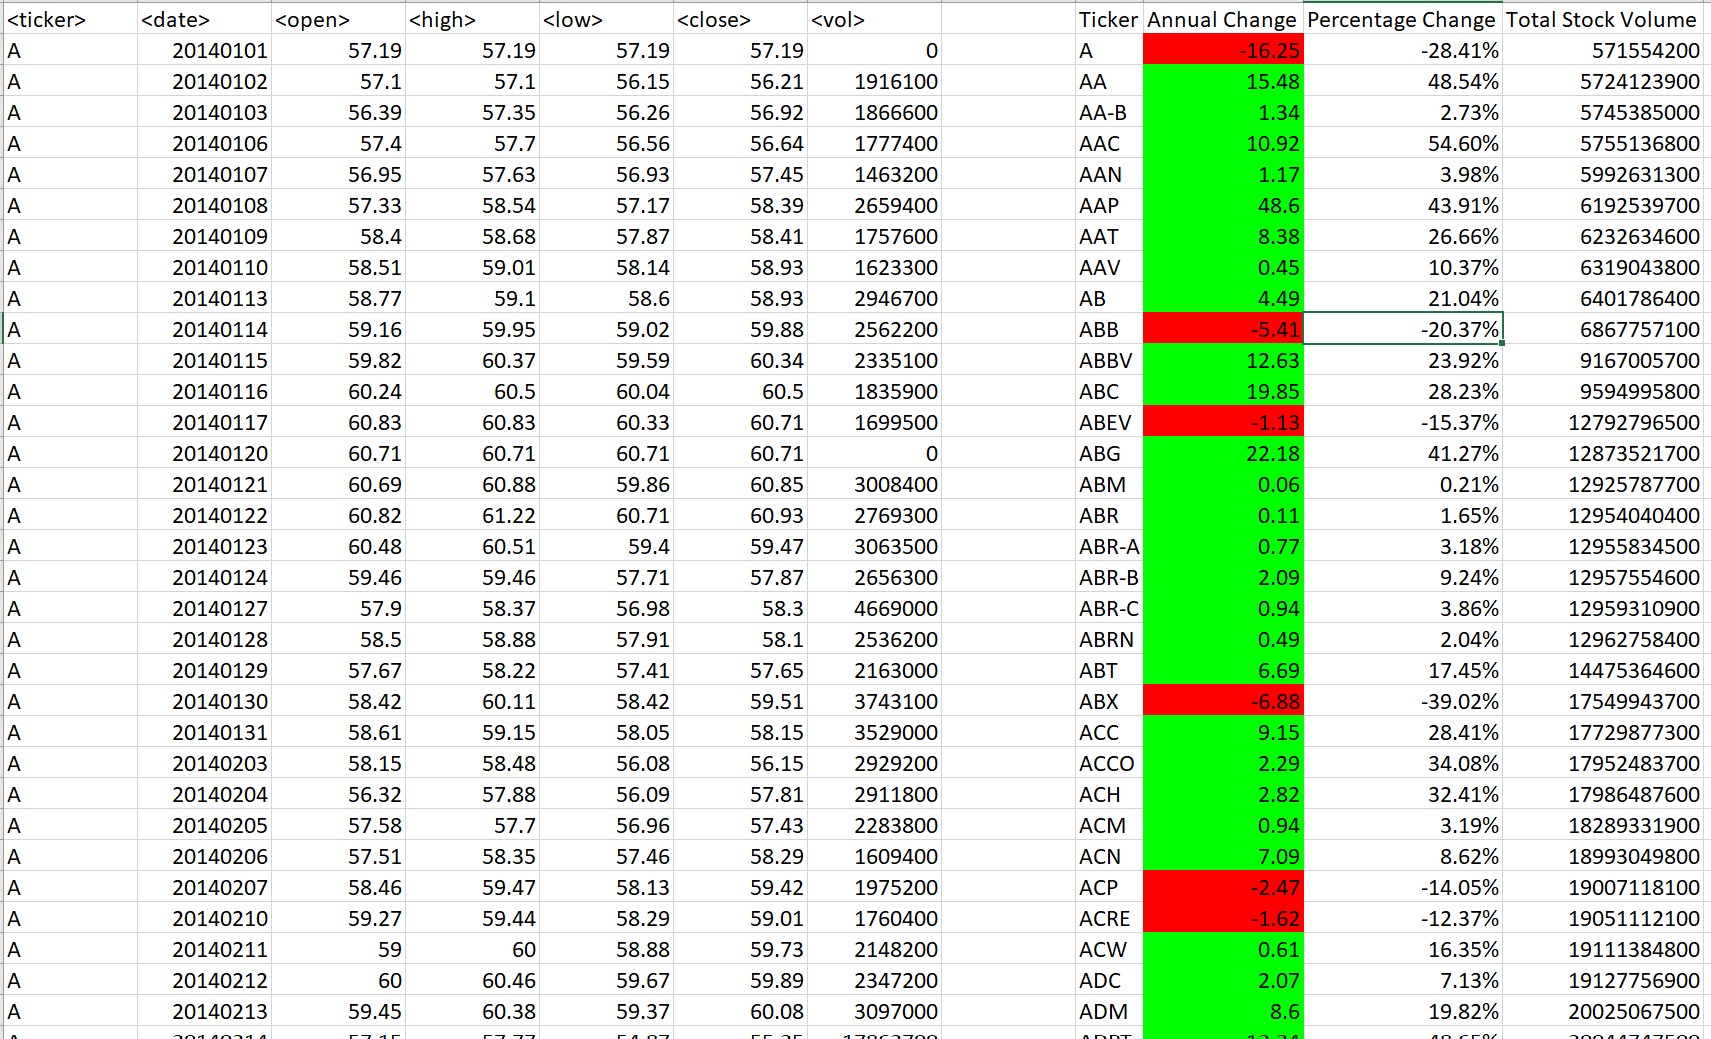 <ticker> <date> <open> <high> <low> <close> <vol> Ticker Annual Change Percentage Change Total Stock Volume
A 20140101 57.19 57.19 57.19 57.19 0 A -16.25 -28.41% 571554200
A 20140102 57.1 57.1 56.15 56.21 1916100 AA 15.48 48.54% 5724123900
A 20140103 56.39 57.35 56.26 56.92 1866600 AA-B 1.34 2.73% 5745385000
A 20140106 57.4 57.7 56.56 56.64 1777400 AAC 10.92 54.60% 5755136800
A 20140107 56.95 57.63 56.93 57.45 1463200 AAN 1.17 3.98% 5992631300
A 20140108 57.33 58.54 57.17 58.39 2659400 AAP 48.6 43.91% 6192539700
A 20140109 58.4 58.68 57.87 58.41 1757600 AAT 8.38 26.66% 6232634600
A 20140110 58.51 59.01 58.14 58.93 1623300 AAV 0.45 10.37% 6319043800
A 20140113 58.77 59.1 58.6 58.93 2946700 AB 4.49 21.04% 6401786400
A 20140114 59.16 59.95 59.02 59.88 2562200 ABB -5.41 -20.37% 6867757100
A 20140115 59.82 60.37 59.59 60.34 2335100 ABBV 12.63 23.92% 9167005700
A 20140116 60.24 60.5 60.04 60.5 1835900 ABC 19.85 28.23% 9594995800
A 20140117 60.83 60.83 60.33 60.71 1699500 ABEV -1.13 -15.37% 12792796500
A 20140120 60.71 60.71 60.71 60.71 0 ABG 22.18 41.27% 12873521700
A 20140121 60.69 60.88 59.86 60.85 3008400 ABM 0.06 0.21% 12925787700
A 20140122 60.82 61.22 60.71 60.93 2769300 ABR 0.11 1.65% 12954040400
A 20140123 60.48 60.51 59.4 59.47 3063500 ABR-A 0.77 3.18% 12955834500
A 20140124 59.46 59.46 57.71 57.87 2656300 ABR-B 2.09 9.24% 12957554600
A 20140127 57.9 58.37 56.98 58.3 4669000 ABR-C 0.94 3.86% 12959310900
A 20140128 58.5 58.88 57.91 58.1 2536200 ABRN 0.49 2.04% 12962758400
A 20140129 57.67 58.22 57.41 57.65 2163000 ABT 6.69 17.45% 14475364600
A 20140130 58.42 60.11 58.42 59.51 3743100 ABX -6.88 -39.02% 17549943700
A 20140131 58.61 59.15 58.05 58.15 3529000 ACC 9.15 28.41% 17729877300
A 20140203 58.15 58.48 56.08 56.15 2929200 ACCO 2.29 34.08% 17952483700
A 20140204 56.32 57.88 56.09 57.81 2911800 ACH 2.82 32.41% 17986487600
A 20140205 57.58 57.7 56.96 57.43 2283800 ACM 0.94 3.19% 18289331900
A 20140206 57.51 58.35 57.46 58.29 1609400 ACN 7.09 8.62% 18993049800
A 20140207 58.46 59.47 58.13 59.42 1975200 ACP -2.47 -14.05% 19007118100
A 20140210 59.27 59.44 58.29 59.01 1760400 ACRE -1.62 -12.37% 19051112100
A 20140211 59 60 58.88 59.73 2148200 ACW 0.61 16.35% 19111384800
A 20140212 60 60.46 59.67 59.89 2347200 ADC 2.07 7.13% 19127756900
A 20140213 59.45 60.38 59.37 60.08 3097000 ADM 8.6 19.82% 20025067500